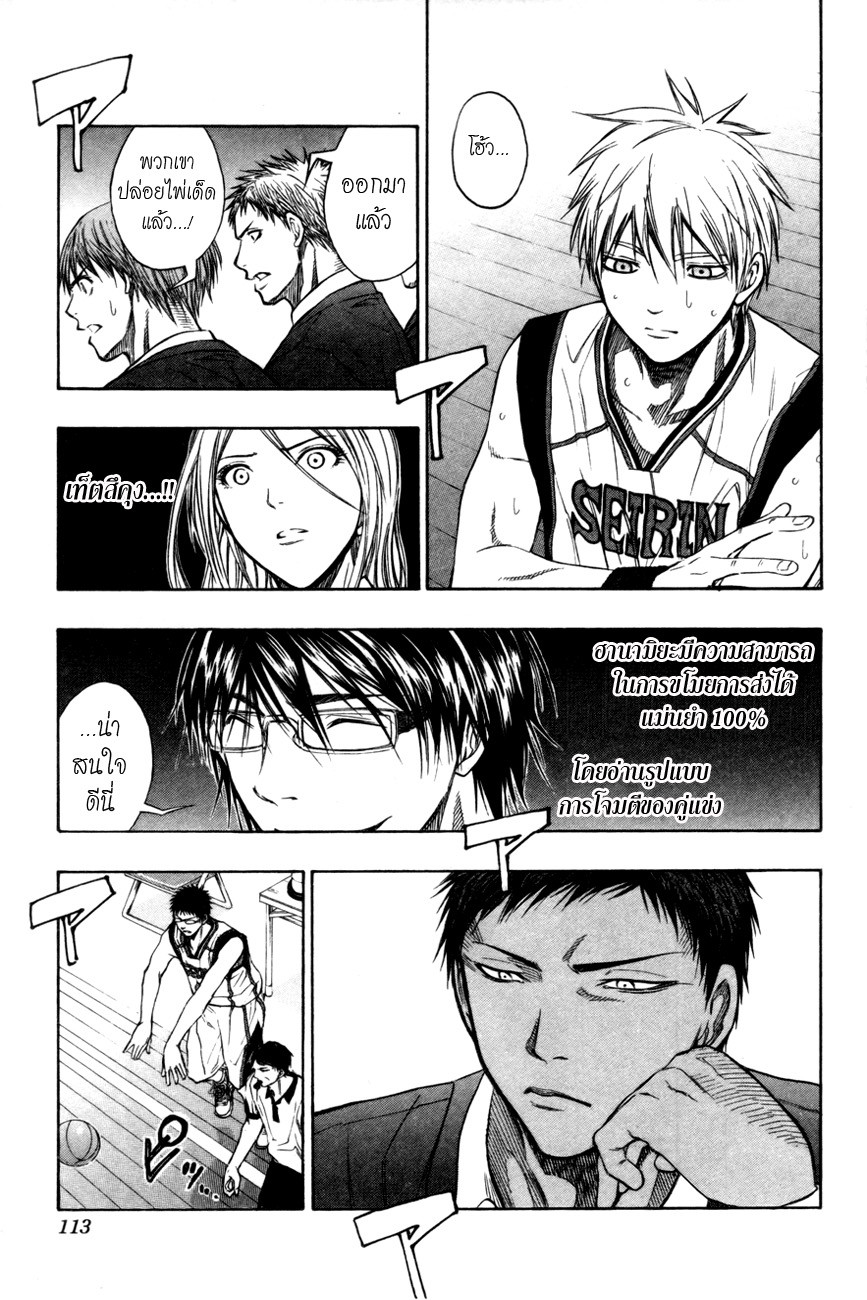 โฮ้ว...
SEIRIN
ออกมา
แล้ว
พวกเขา
ปล่อยไพ่เด็ด
แล้ว...!
เท็ตสึคุง...!!
ฮานามิยะมีความสามารถ
ในการขโมยการส่งได้
แม่นยำ 100%
โดยอ่านรูปแบบ
การโจมตีของคู่แข่ง
...น่า
สนใจ
ดีนี่
ッ...
113